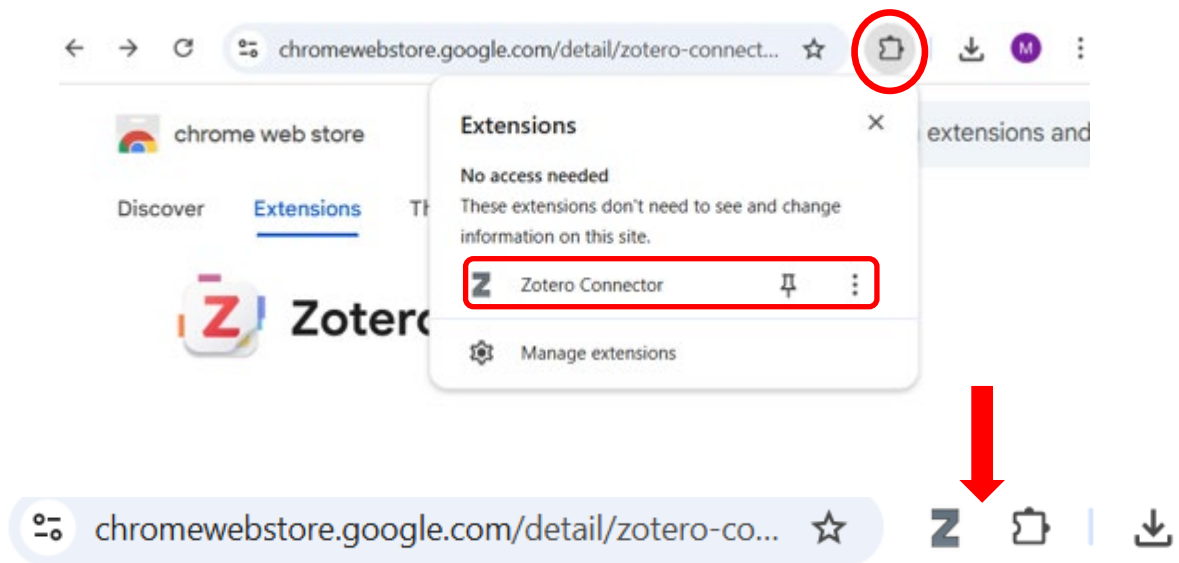 chromewebstore.google.com/detail/zotero-connect...
M
Extensions
chrome web store
extensions and
No access needed
Discover
Extensions
Th
These extensions don't need to see and change
information on this site.
Z
Zotero Connector
Z
Zotero
Manage extensions
chromewebstore.google.com/detail/zotero-co...
Z